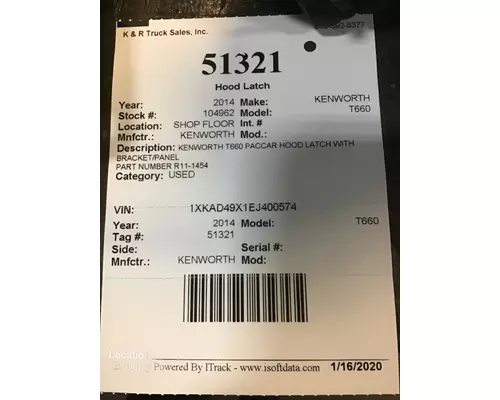 K & R Truck Sales, Inc.
51321
Hood Latch
Year: 2014 Make: KENWORTH
Stock #: 104962 Model: T660
Location: SHOP FLOOR Int. #
Mnfctr.: KENWORTH Mod.:
Description: KENWORTH T660 PACCAR HOOD LATCH WITH
BRACKET/PANEL
PART NUMBER R11-1454
Category: USED
VIN: 1XKAD49X1EJ400574
Year: 2014 Model: T660
Tag #: 51321
Side: Serial #:
Mnfctr.: KENWORTH Mod:
Location
Powered By ITrack - www.isoftdata.com 1/16/2020